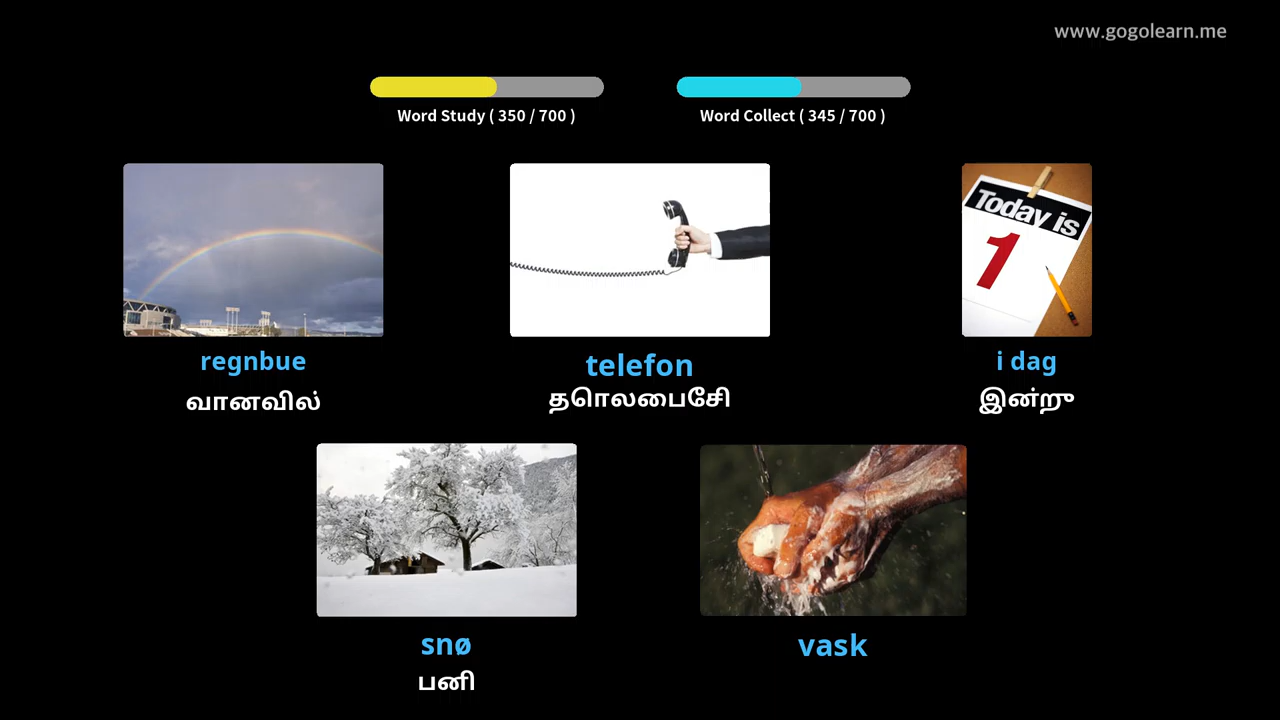 www.gogolearn.me
Word Study ( 350 / 700 )
Word Collect ( 345 / 700 )
Today is
1
regnbue
telefon
i dag
வானவில்
தொலைபேசி
இன்று
snø
vask
பனி